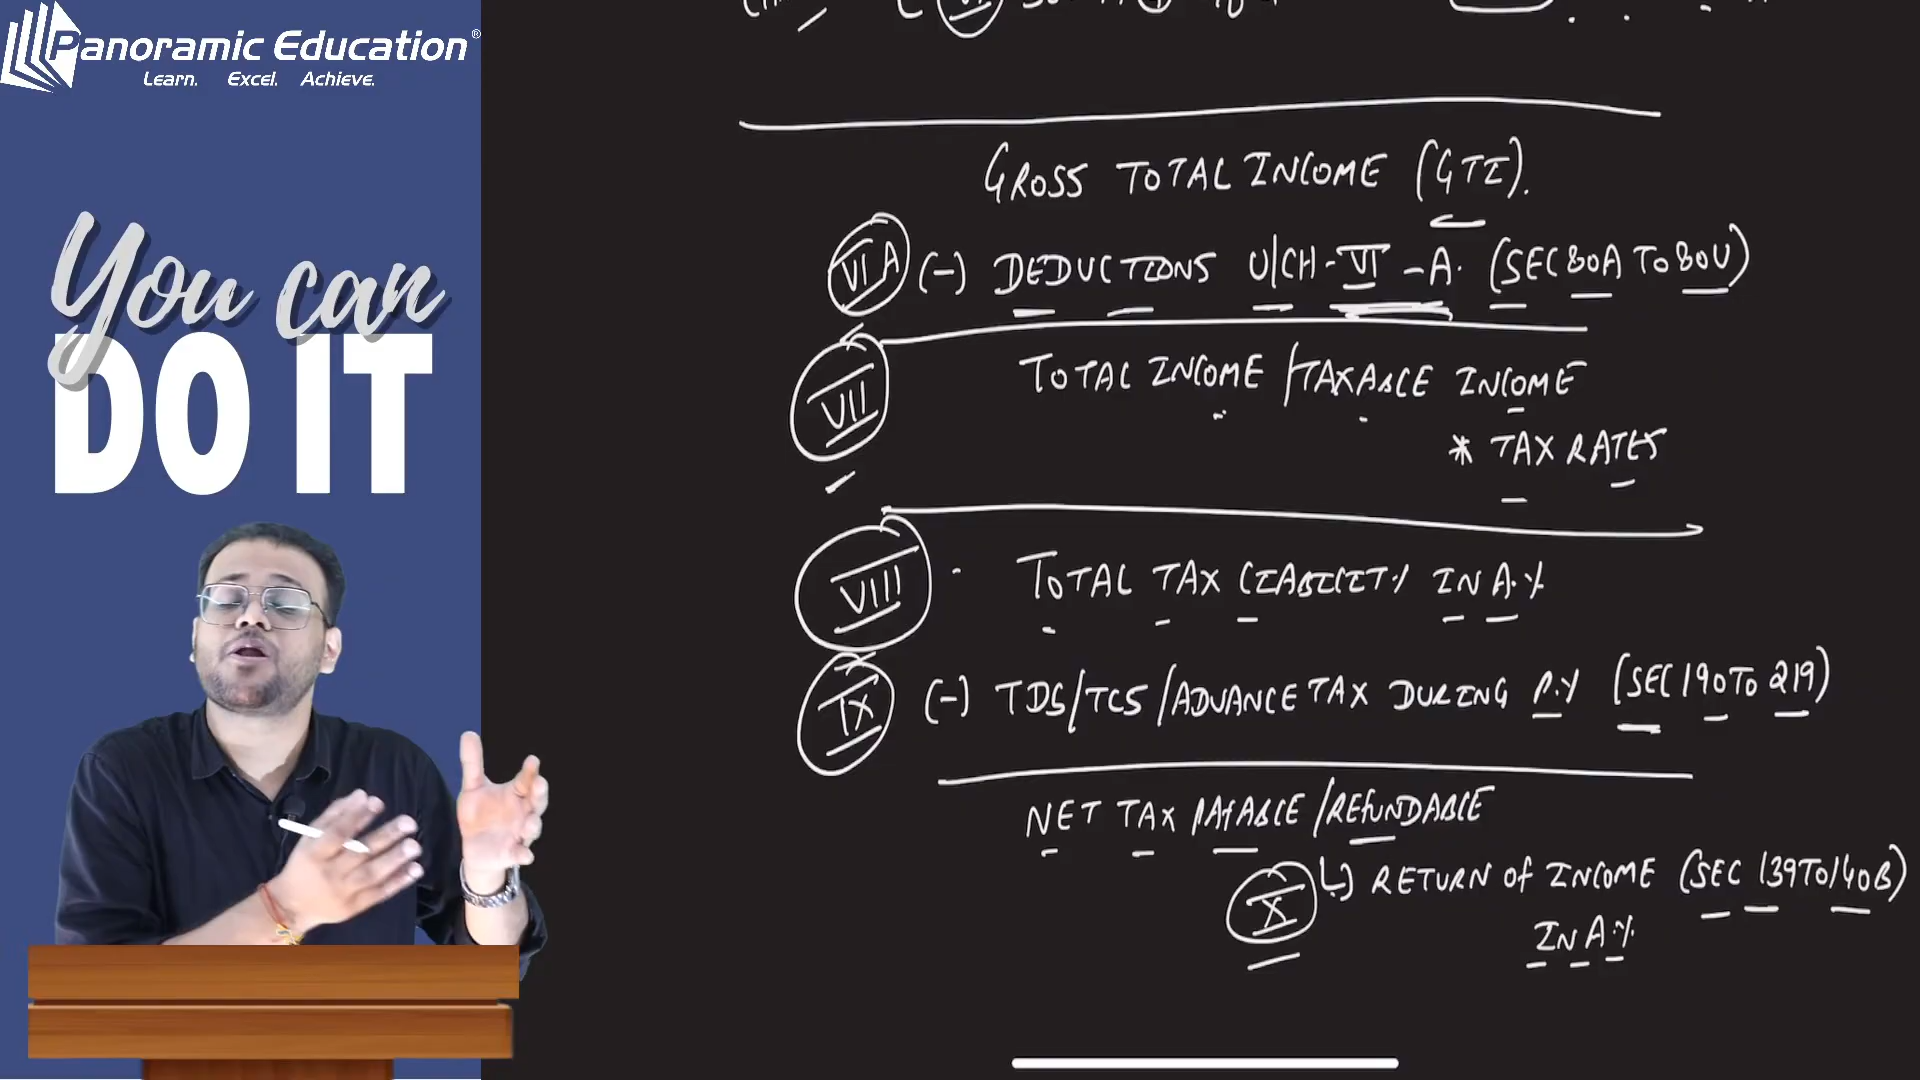 Panoramic Education®
Learn. Excel. Achieve.
You can
DO IT
GROSS TOTAL INCOME (GTI).
VI A (-) DEDUCTIONS U/CH-VI-A. (SEC 80A TO 80U)
VII
TOTAL INCOME / TAXABLE INCOME
* TAX RATES
VIII TOTAL TAX LIABILITY IN A.Y
IX (-) TDS/TCS/ADVANCE TAX DURING P.Y (SEC 190 TO 219)
NET TAX PAYABLE / REFUNDABLE
X ↳) RETURN OF INCOME (SEC 139 TO 140B)
IN A.Y.